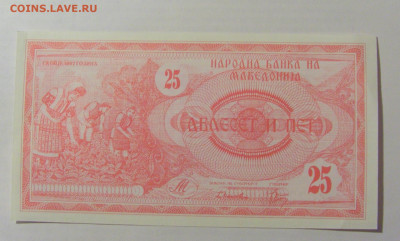 COINS.LAVE.RU
НАРОДНА БАНКА НА
МАКЕДОНИЈА
25
ДВАЕСЕТ И ПЕТ
25